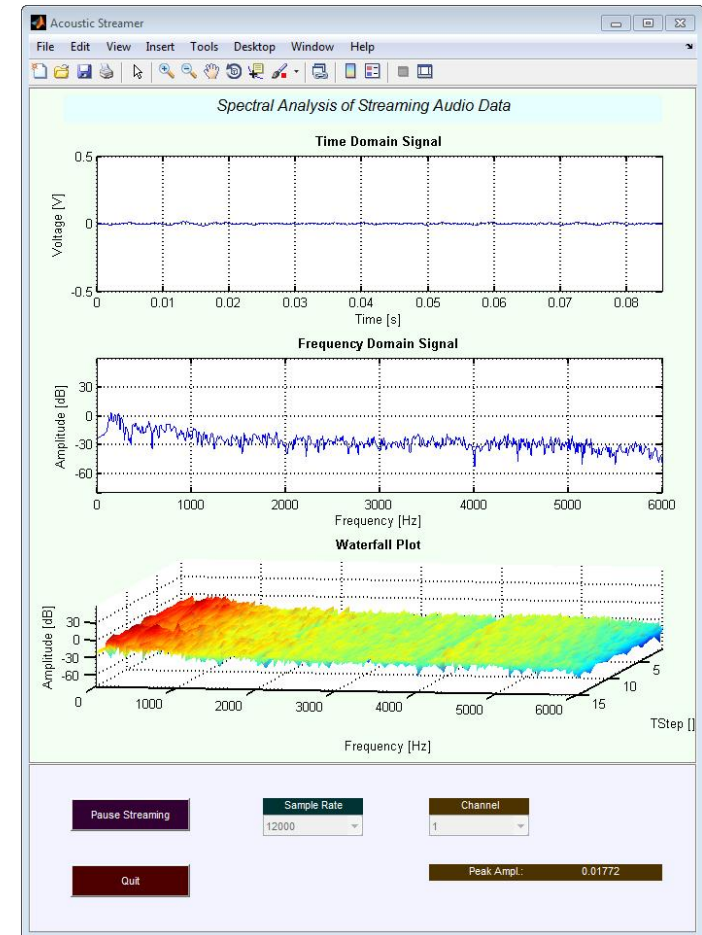 Acoustic Streamer
File Edit View Insert Tools Desktop Window Help
Spectral Analysis of Streaming Audio Data
Time Domain Signal
0.5
0
-0.5
Voltage [V]
0 0.01 0.02 0.03 0.04 0.05 0.06 0.07 0.08
Time [s]
Frequency Domain Signal
30
0
-30
-60
Amplitude [dB]
0 1000 2000 3000 4000 5000 6000
Frequency [Hz]
Waterfall Plot
30
0
-30
-60
Amplitude [dB]
0 1000 2000 3000 4000 5000 6000
5
10
15
TStep []
Frequency [Hz]
Pause Streaming
Sample Rate
12000
Channel
1
Quit
Peak Ampl.: 0.01772